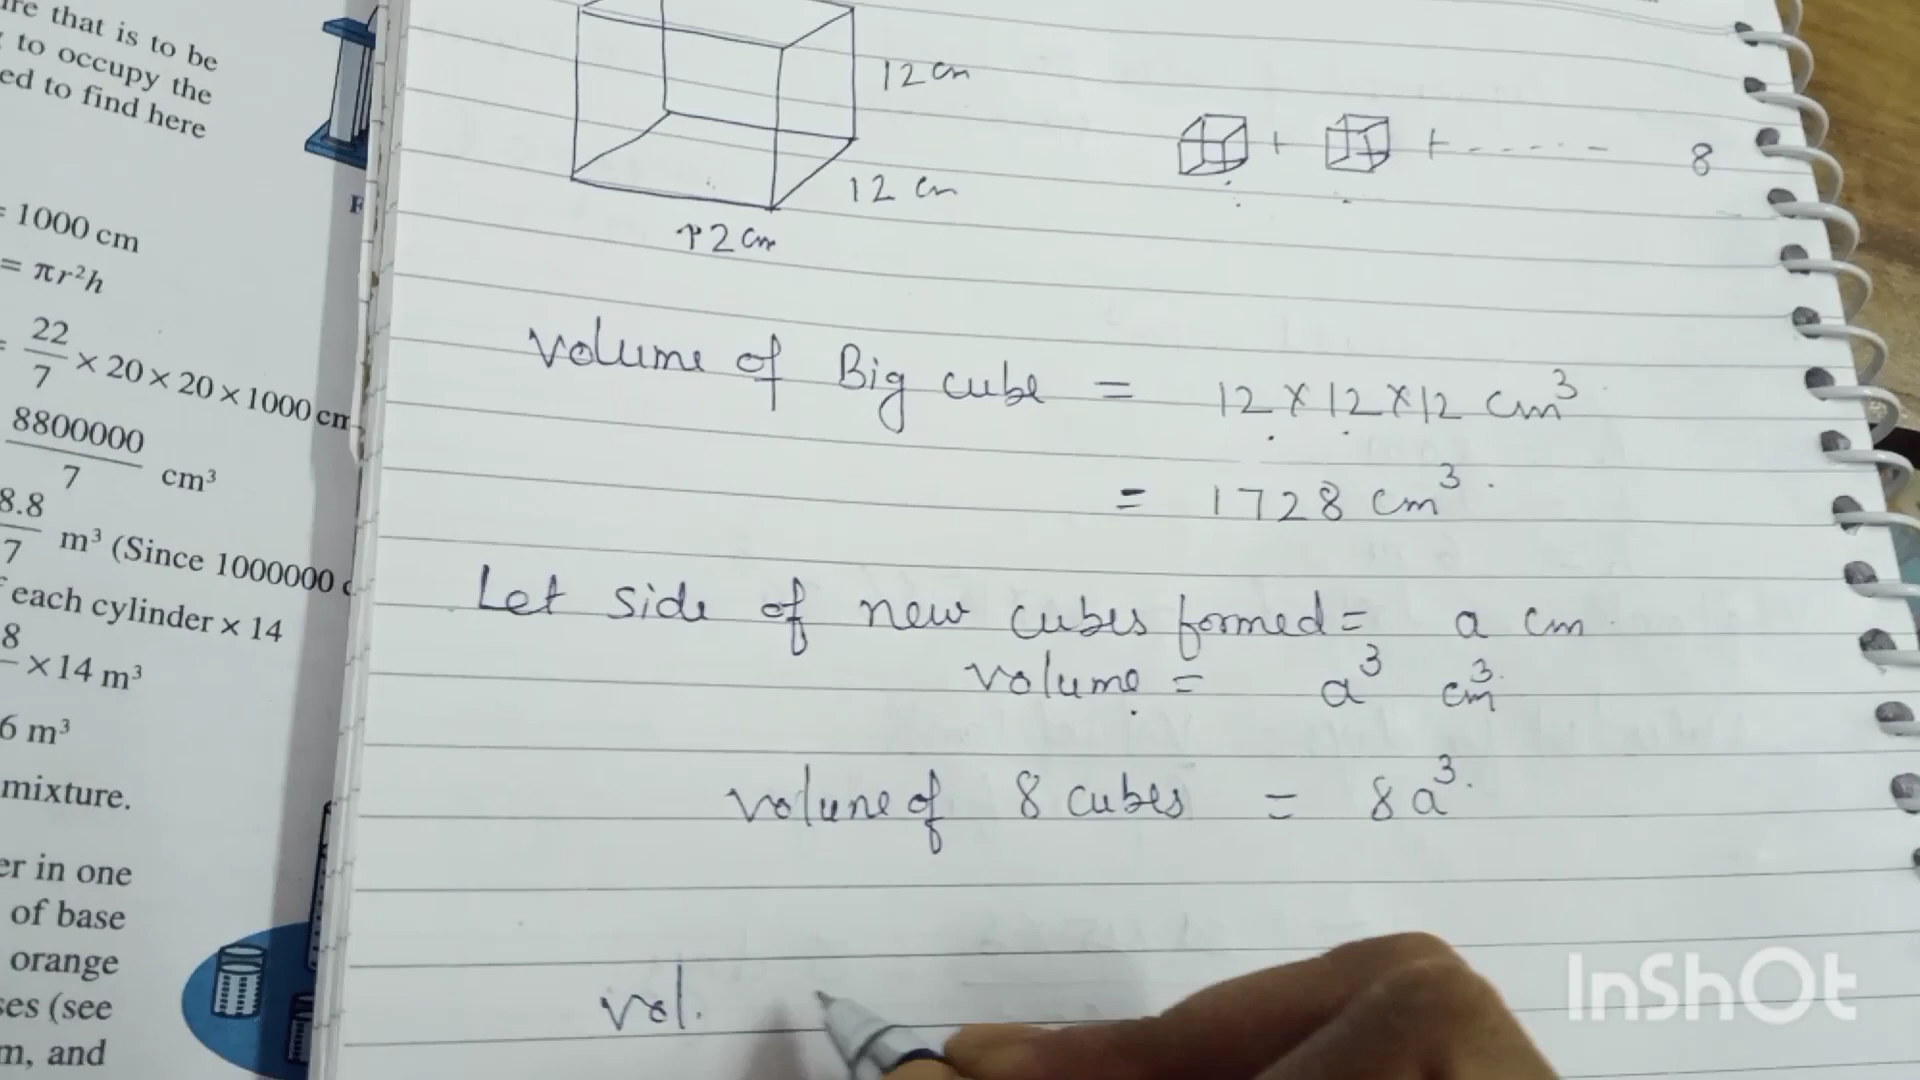 that is to be
to occupy the
ed to find here
= 1000 cm
= πr²h
22/7 × 20 × 20 × 1000 cm
8800000/7 cm³
8.8/7 m³ (Since 1000000
each cylinder × 14
8 × 14 m³
6 m³
mixture.
er in one
of base
orange
ses (see
m, and
12 cm
12 cm
12 cm
+ + ------ 8
volume of Big cube = 12 × 12 × 12 cm³
= 1728 cm³.
Let side of new cubes formed = a cm.
volume = a³ cm³.
volume of 8 cubes = 8a³.
vol.
InShOt